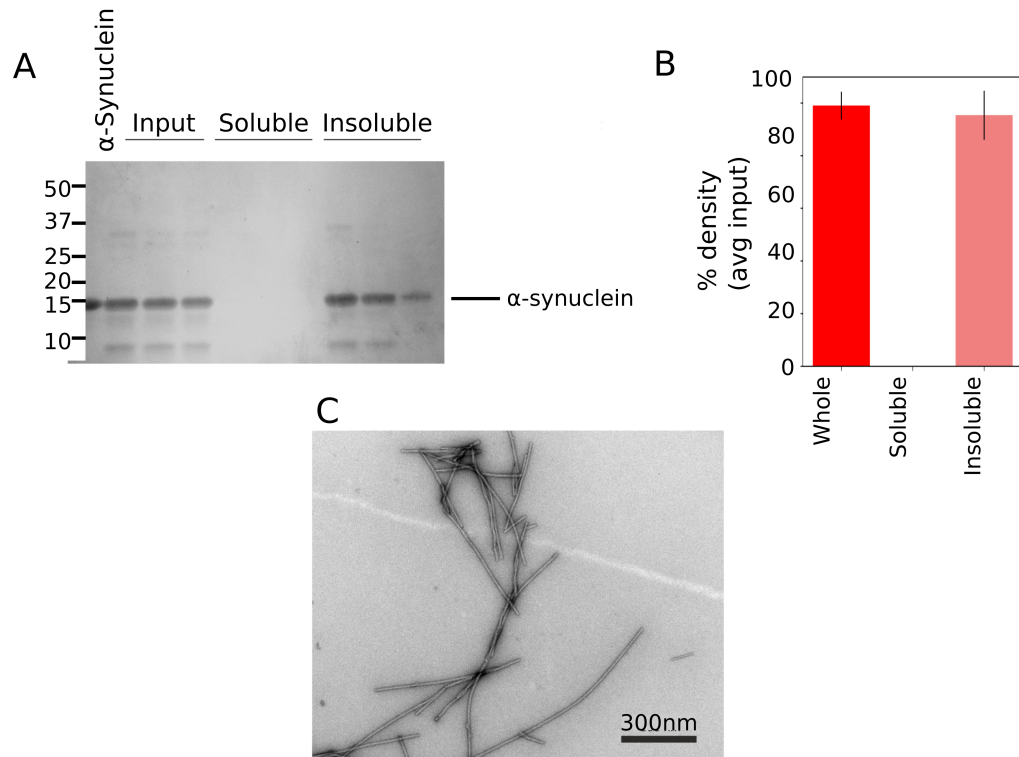 A
α-Synuclein
Input
Soluble
Insoluble
50
37
25
20
15
10
α-synuclein
B
% density
(avg input)
100
80
60
40
20
0
Whole
Soluble
Insoluble
C
300nm